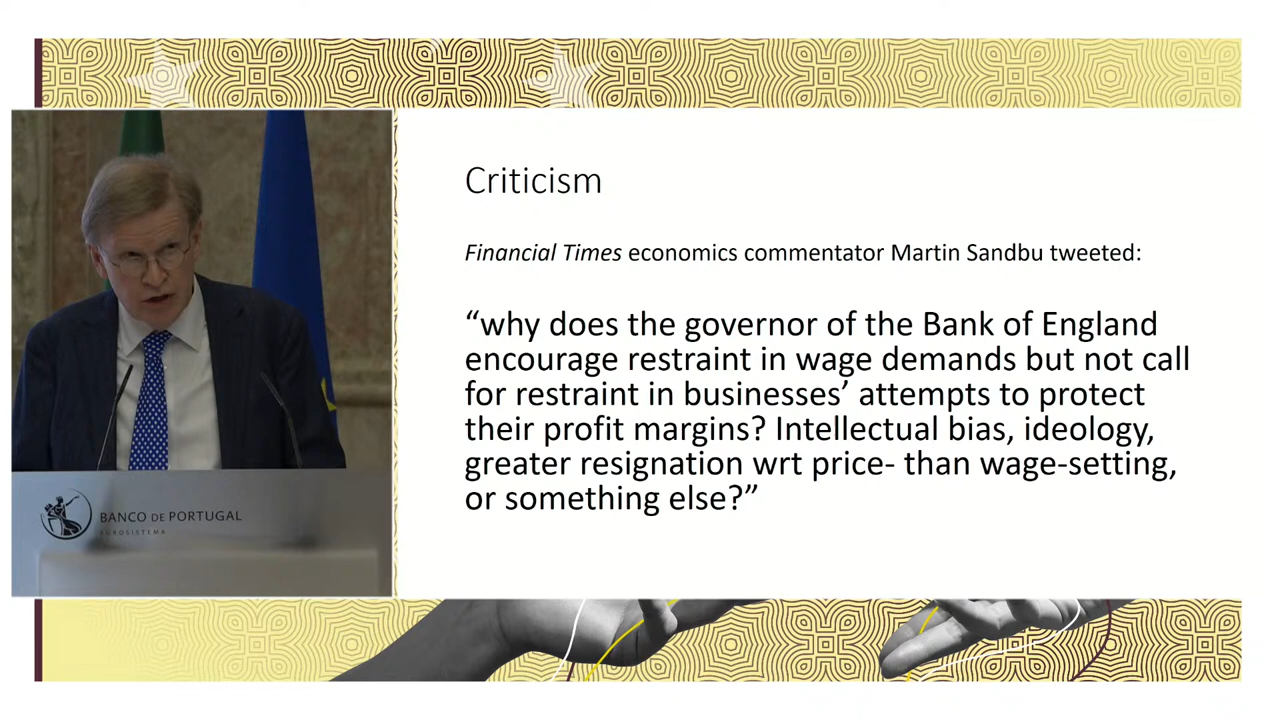 Criticism
Financial Times economics commentator Martin Sandbu tweeted:
“why does the governor of the Bank of England
encourage restraint in wage demands but not call
for restraint in businesses’ attempts to protect
their profit margins? Intellectual bias, ideology,
greater resignation wrt price- than wage-setting,
or something else?”
BANCO DE PORTUGAL
EUROSISTEMA